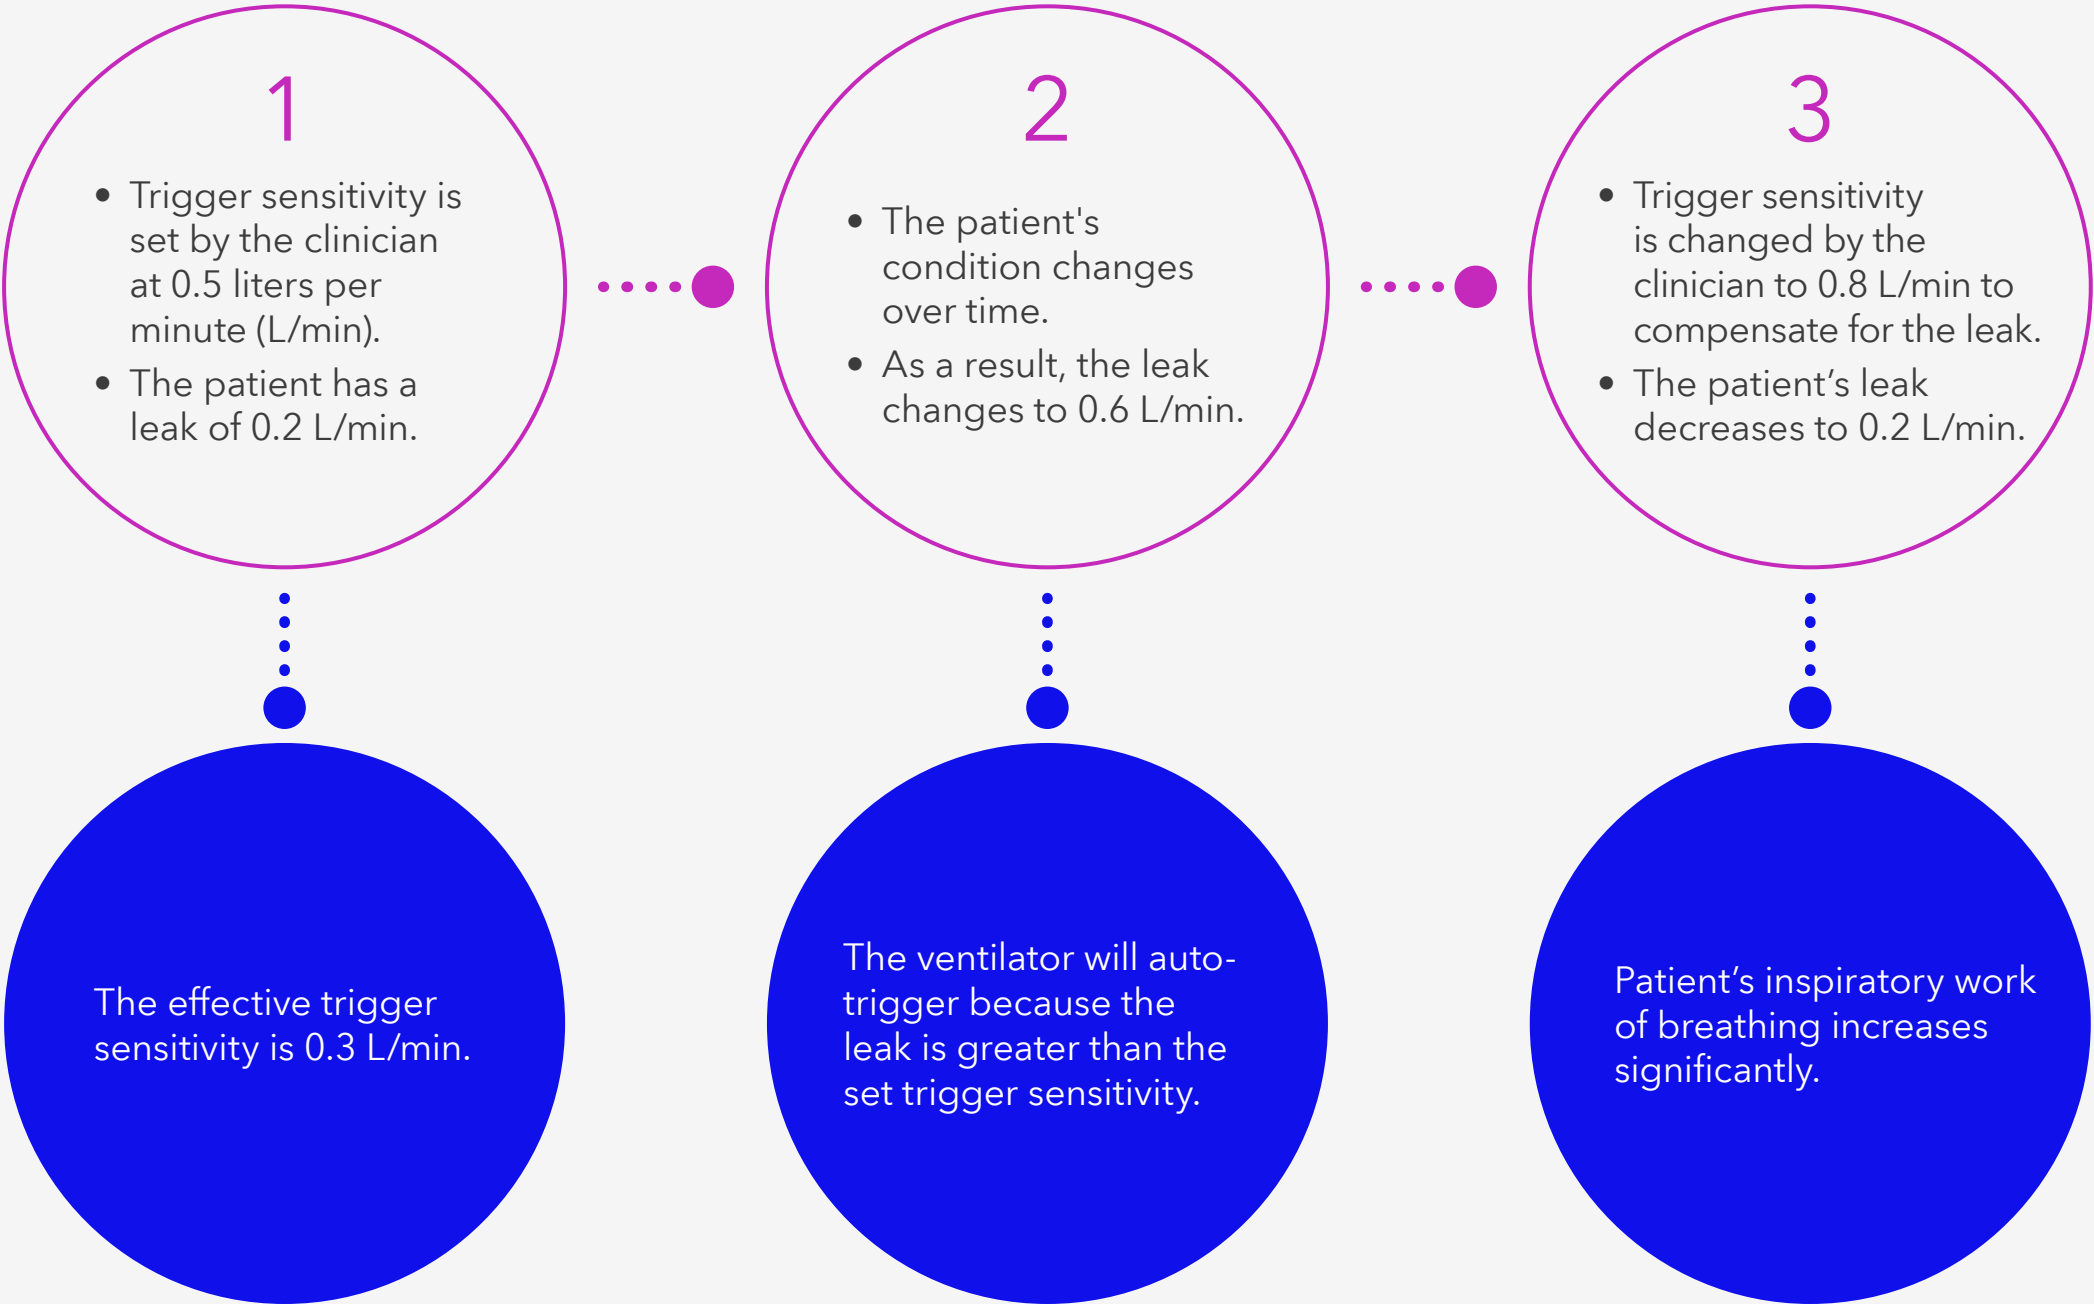 1
• Trigger sensitivity is
set by the clinician
at 0.5 liters per
minute (L/min).
• The patient has a
leak of 0.2 L/min.
2
• The patient's
condition changes
over time.
• As a result, the leak
changes to 0.6 L/min.
3
• Trigger sensitivity
is changed by the
clinician to 0.8 L/min to
compensate for the leak.
• The patient’s leak
decreases to 0.2 L/min.
The effective trigger
sensitivity is 0.3 L/min.
The ventilator will auto-
trigger because the
leak is greater than the
set trigger sensitivity.
Patient’s inspiratory work
of breathing increases
significantly.